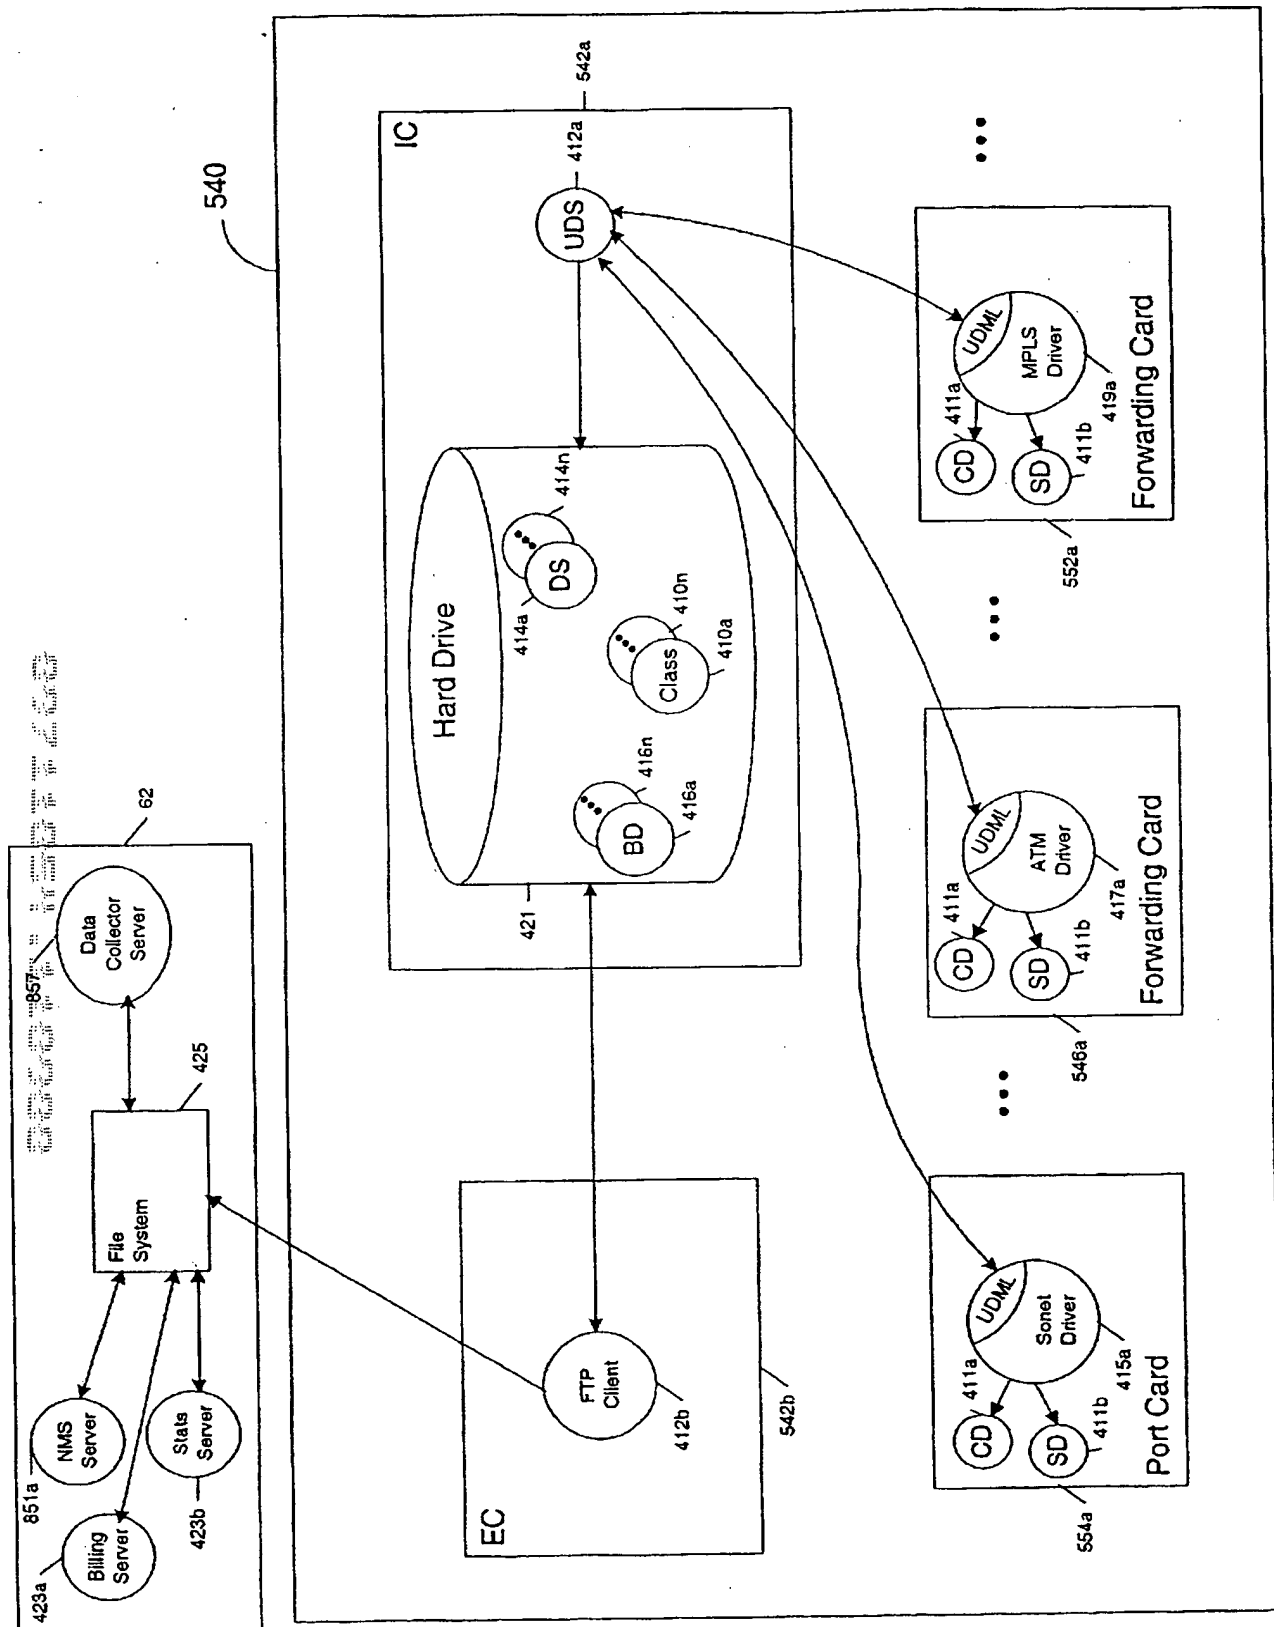 62
857
Data
Collector
Server
425
File
System
851a
NMS
Server
423a
Billing
Server
Stats
Server
423b
540
IC
542a
UDS
412a
Hard Drive
421
DS
414a
414n
Class
410a
410n
BD
416a
416n
EC
542b
FTP
Client
412b
Port Card
554a
UDML
Sonet
Driver
415a
CD
411a
SD
411b
Forwarding Card
546a
UDML
ATM
Driver
417a
CD
411a
SD
411b
Forwarding Card
552a
UDML
MPLS
Driver
419a
CD
411a
SD
411b